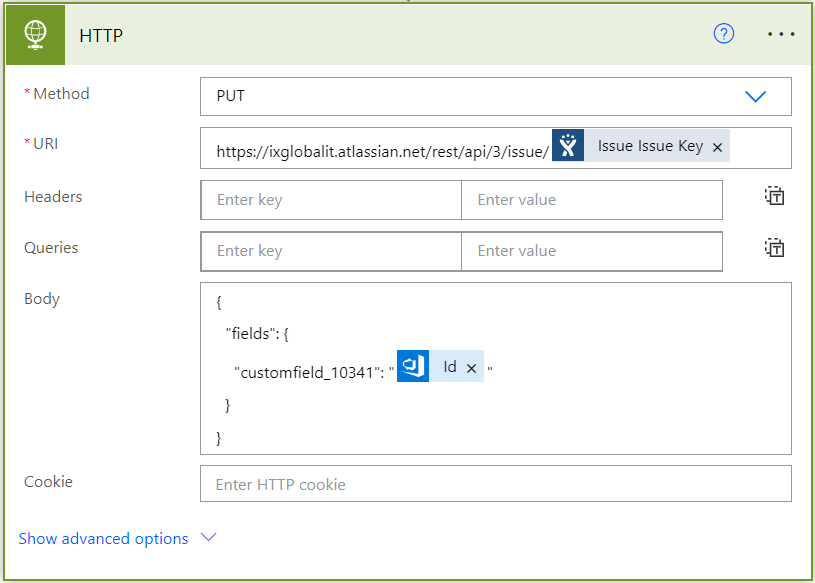 HTTP ? ...
* Method PUT
* URI https://ixglobalit.atlassian.net/rest/api/3/issue/ Issue Issue Key ×
Headers Enter key Enter value
Queries Enter key Enter value
Body {
"fields": {
"customfield_10341": " Id × "
}
}
Cookie Enter HTTP cookie
Show advanced options